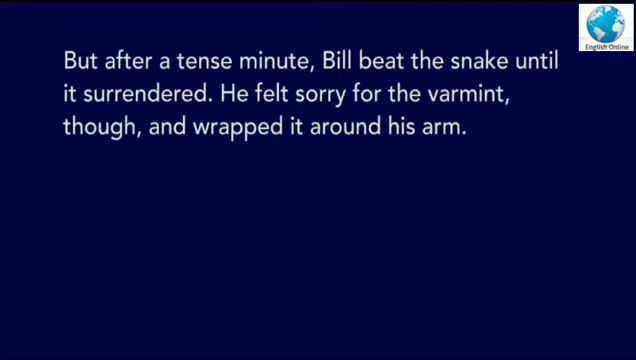 English Online
But after a tense minute, Bill beat the snake until
it surrendered. He felt sorry for the varmint,
though, and wrapped it around his arm.